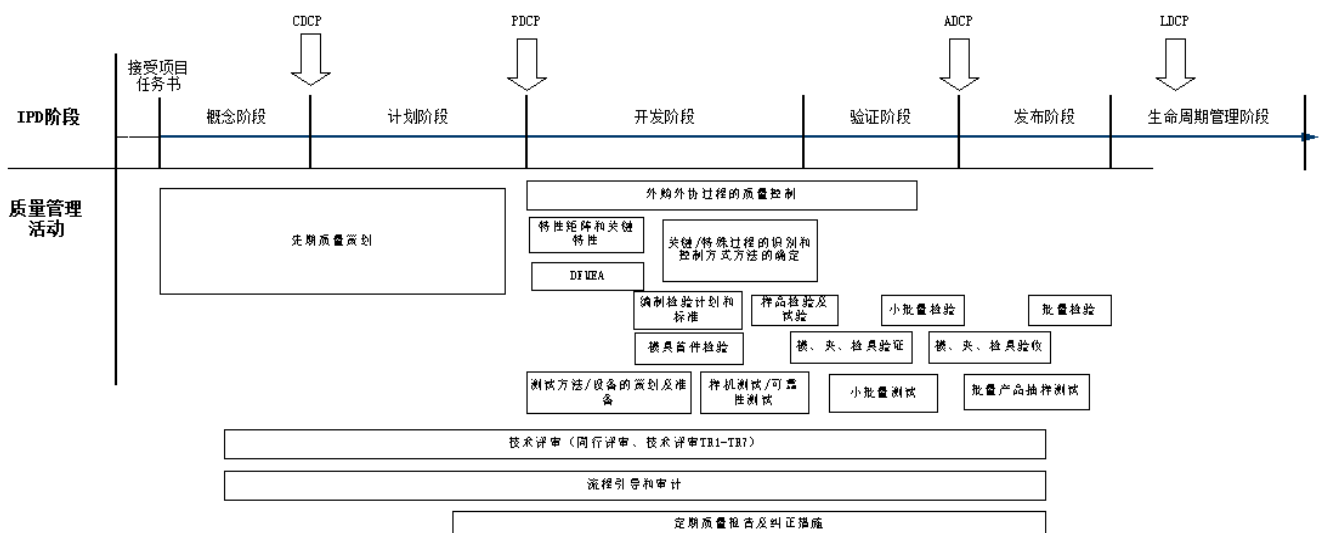 CDCP
PDCP
ADCP
LDCP
接受项目
任务书
IPD阶段
概念阶段
计划阶段
开发阶段
验证阶段
发布阶段
生命周期管理阶段
质量管理
活动
先期质量策划
外购外协过程的质量控制
特性矩阵和关键
特性
关键/特殊过程的识别和
控制方式方法的确定
DFMEA
编制检验计划和
标准
样品检验及
试验
小批量检验
批量检验
模具首件检验
模、夹、检具验证
模、夹、检具验收
测试方法/设备的策划及准
备
样机测试/可靠
性测试
小批量测试
批量产品抽样测试
技术评审（同行评审、技术评审TR1-TR7）
流程引导和审计
定期质量报告及纠正措施